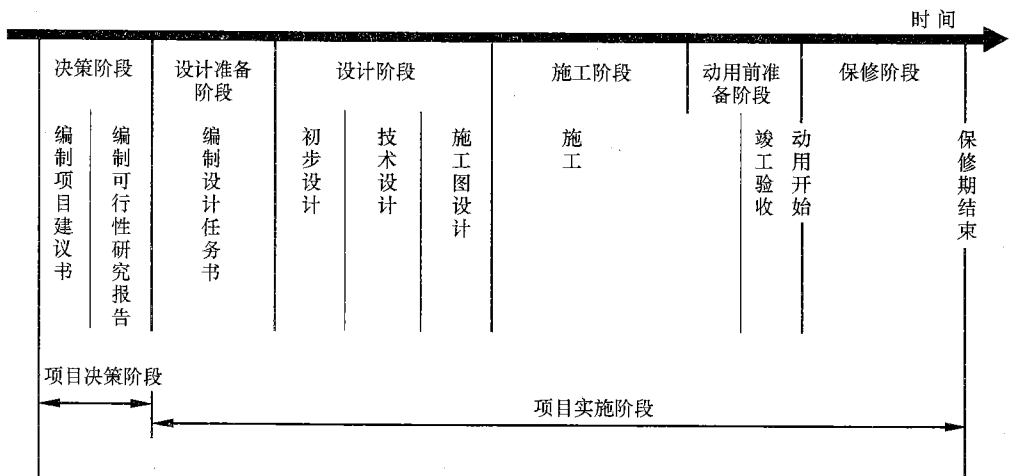 时间
决策阶段
设计准备
阶段
设计阶段
施工阶段
动用前准
备阶段
保修阶段
编制项目建议书
编制可行性研究报告
编制设计任务书
初步设计
技术设计
施工图设计
施工
竣工验收
动用开始
保修期结束
项目决策阶段
项目实施阶段